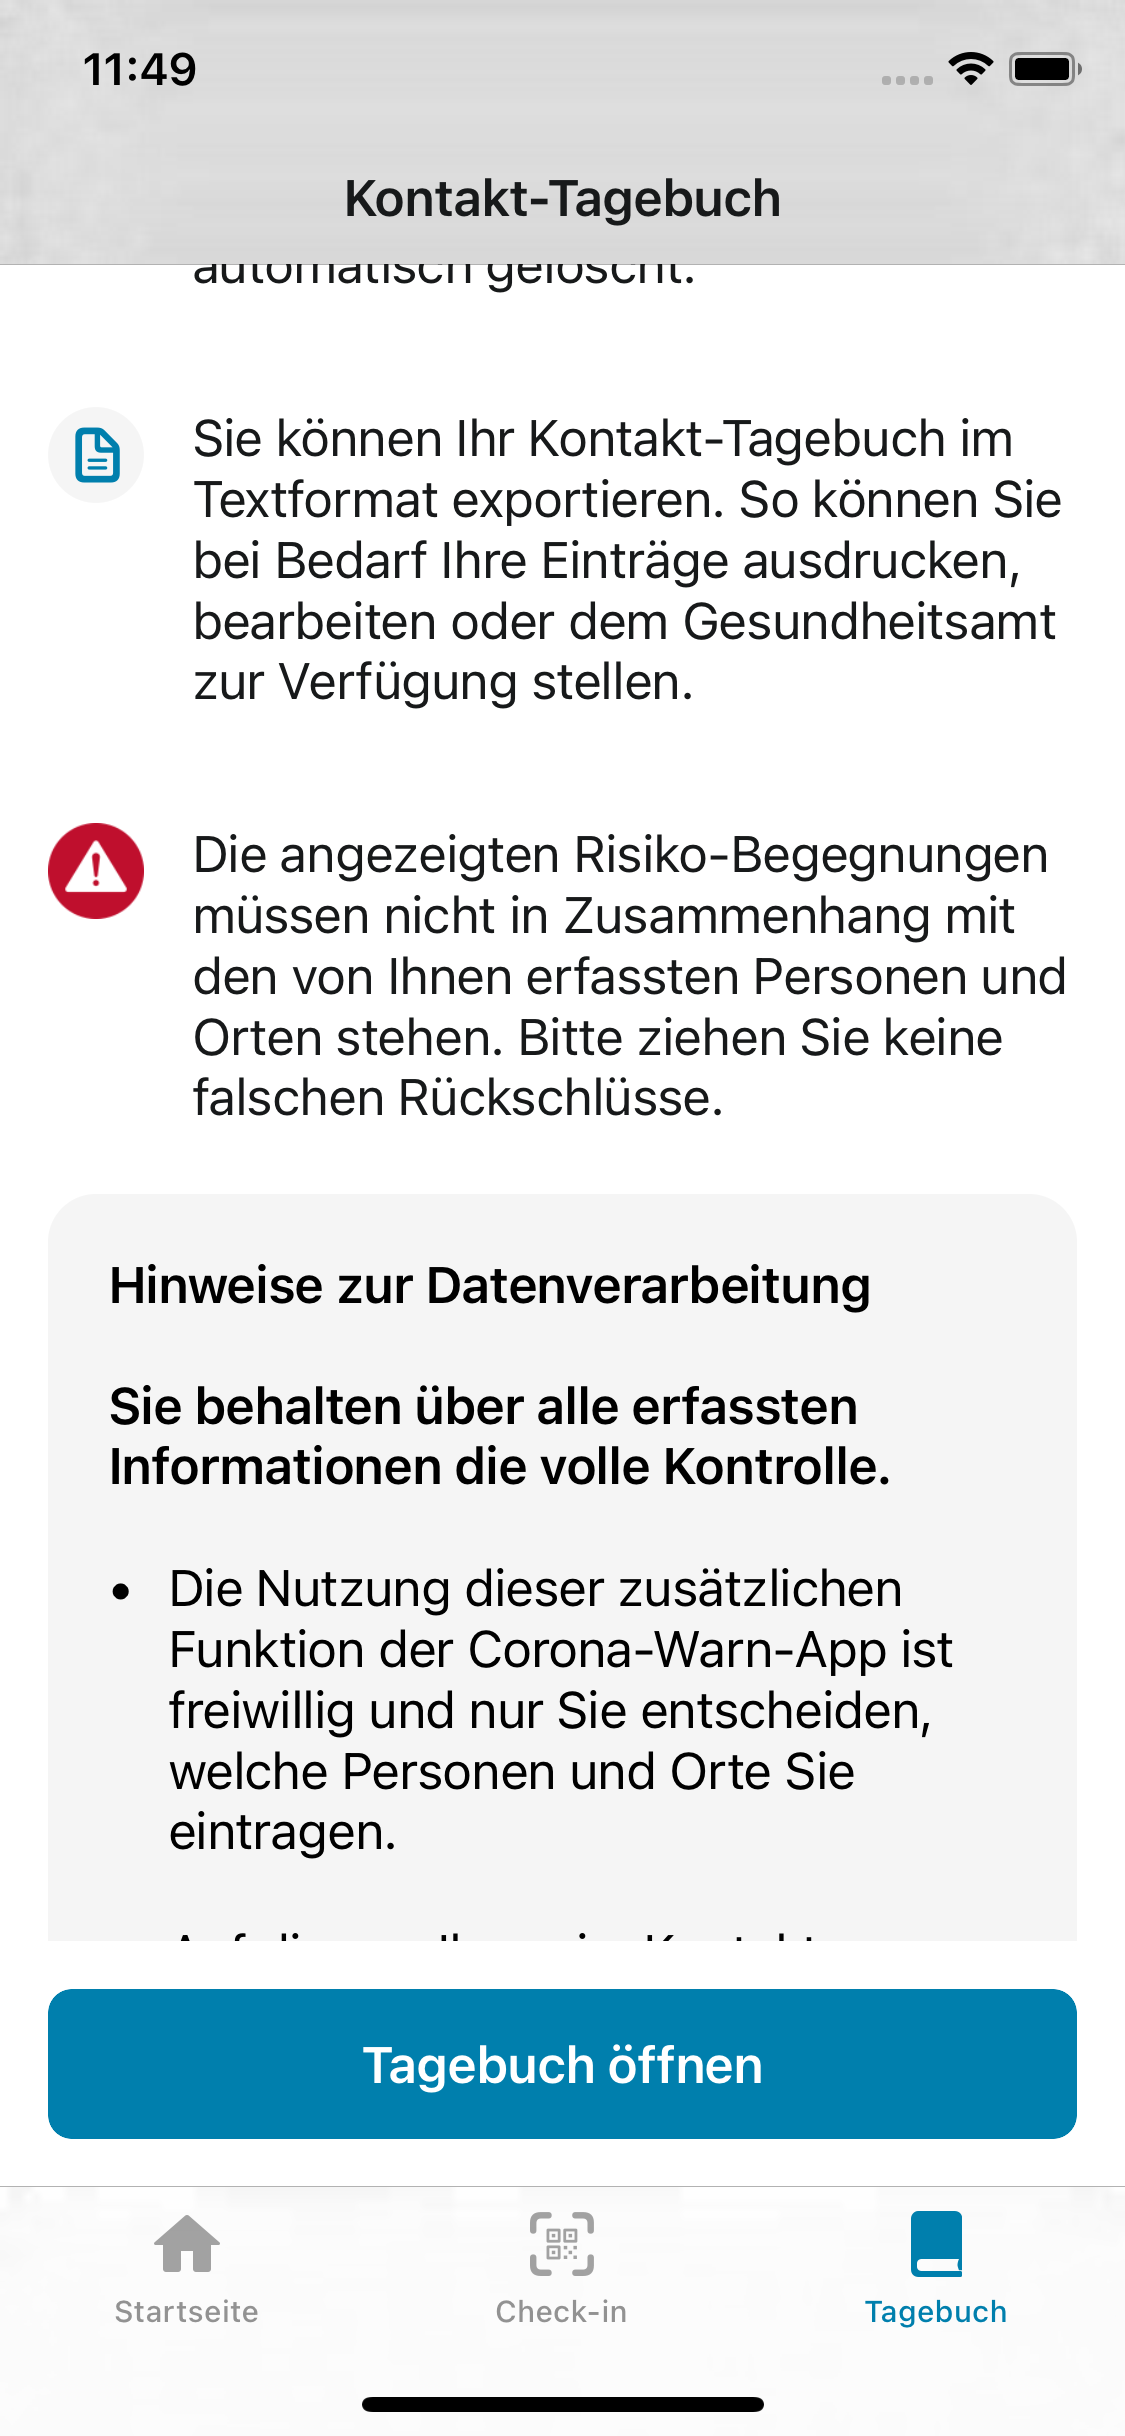 11:49
Kontakt-Tagebuch
automatisch gelöscht.
Sie können Ihr Kontakt-Tagebuch im
Textformat exportieren. So können Sie
bei Bedarf Ihre Einträge ausdrucken,
bearbeiten oder dem Gesundheitsamt
zur Verfügung stellen.
Die angezeigten Risiko-Begegnungen
müssen nicht in Zusammenhang mit
den von Ihnen erfassten Personen und
Orten stehen. Bitte ziehen Sie keine
falschen Rückschlüsse.
Hinweise zur Datenverarbeitung
Sie behalten über alle erfassten
Informationen die volle Kontrolle.
• Die Nutzung dieser zusätzlichen
Funktion der Corona-Warn-App ist
freiwillig und nur Sie entscheiden,
welche Personen und Orte Sie
eintragen.
Tagebuch öffnen
Startseite
Check-in
Tagebuch